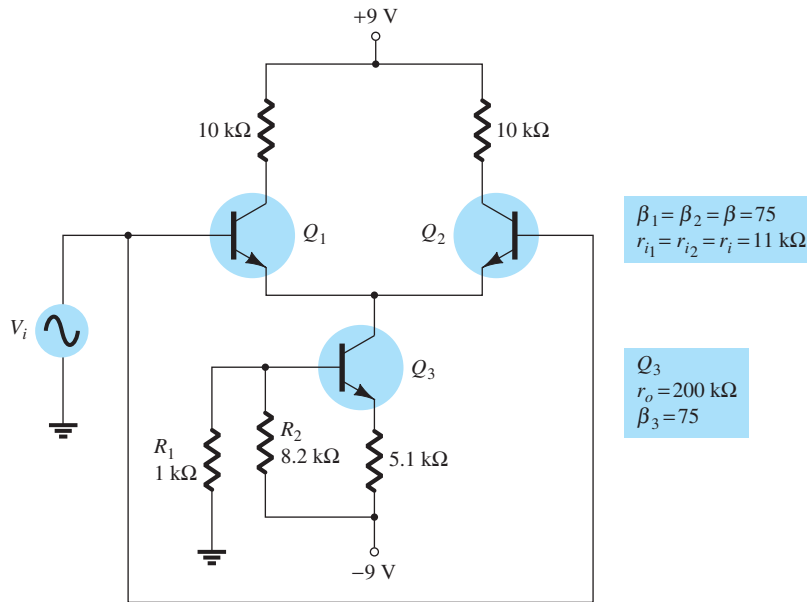 +9 V
10 kΩ
10 kΩ
Q₁
Q₂
β₁ = β₂ = β = 75
rᵢ₁ = rᵢ₂ = rᵢ = 11 kΩ
Vᵢ
Q₃
Q₃
rₒ = 200 kΩ
β₃ = 75
R₁
1 kΩ
R₂
8.2 kΩ
5.1 kΩ
−9 V